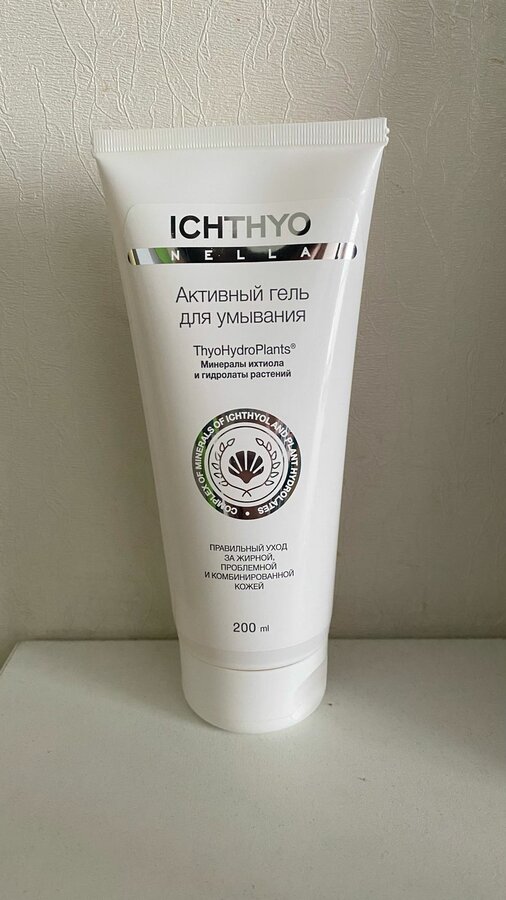 ICHTHYO
NELLA
Активный гель
для умывания
ThyoHydroPlants®
Минералы ихтиола
и гидролаты растений
COMPLEX OF MINERALS OF ICHTHYOL AND PLANT HYDROLATES •
ПРАВИЛЬНЫЙ УХОД
ЗА ЖИРНОЙ,
ПРОБЛЕМНОЙ
И КОМБИНИРОВАННОЙ
КОЖЕЙ
200 ml